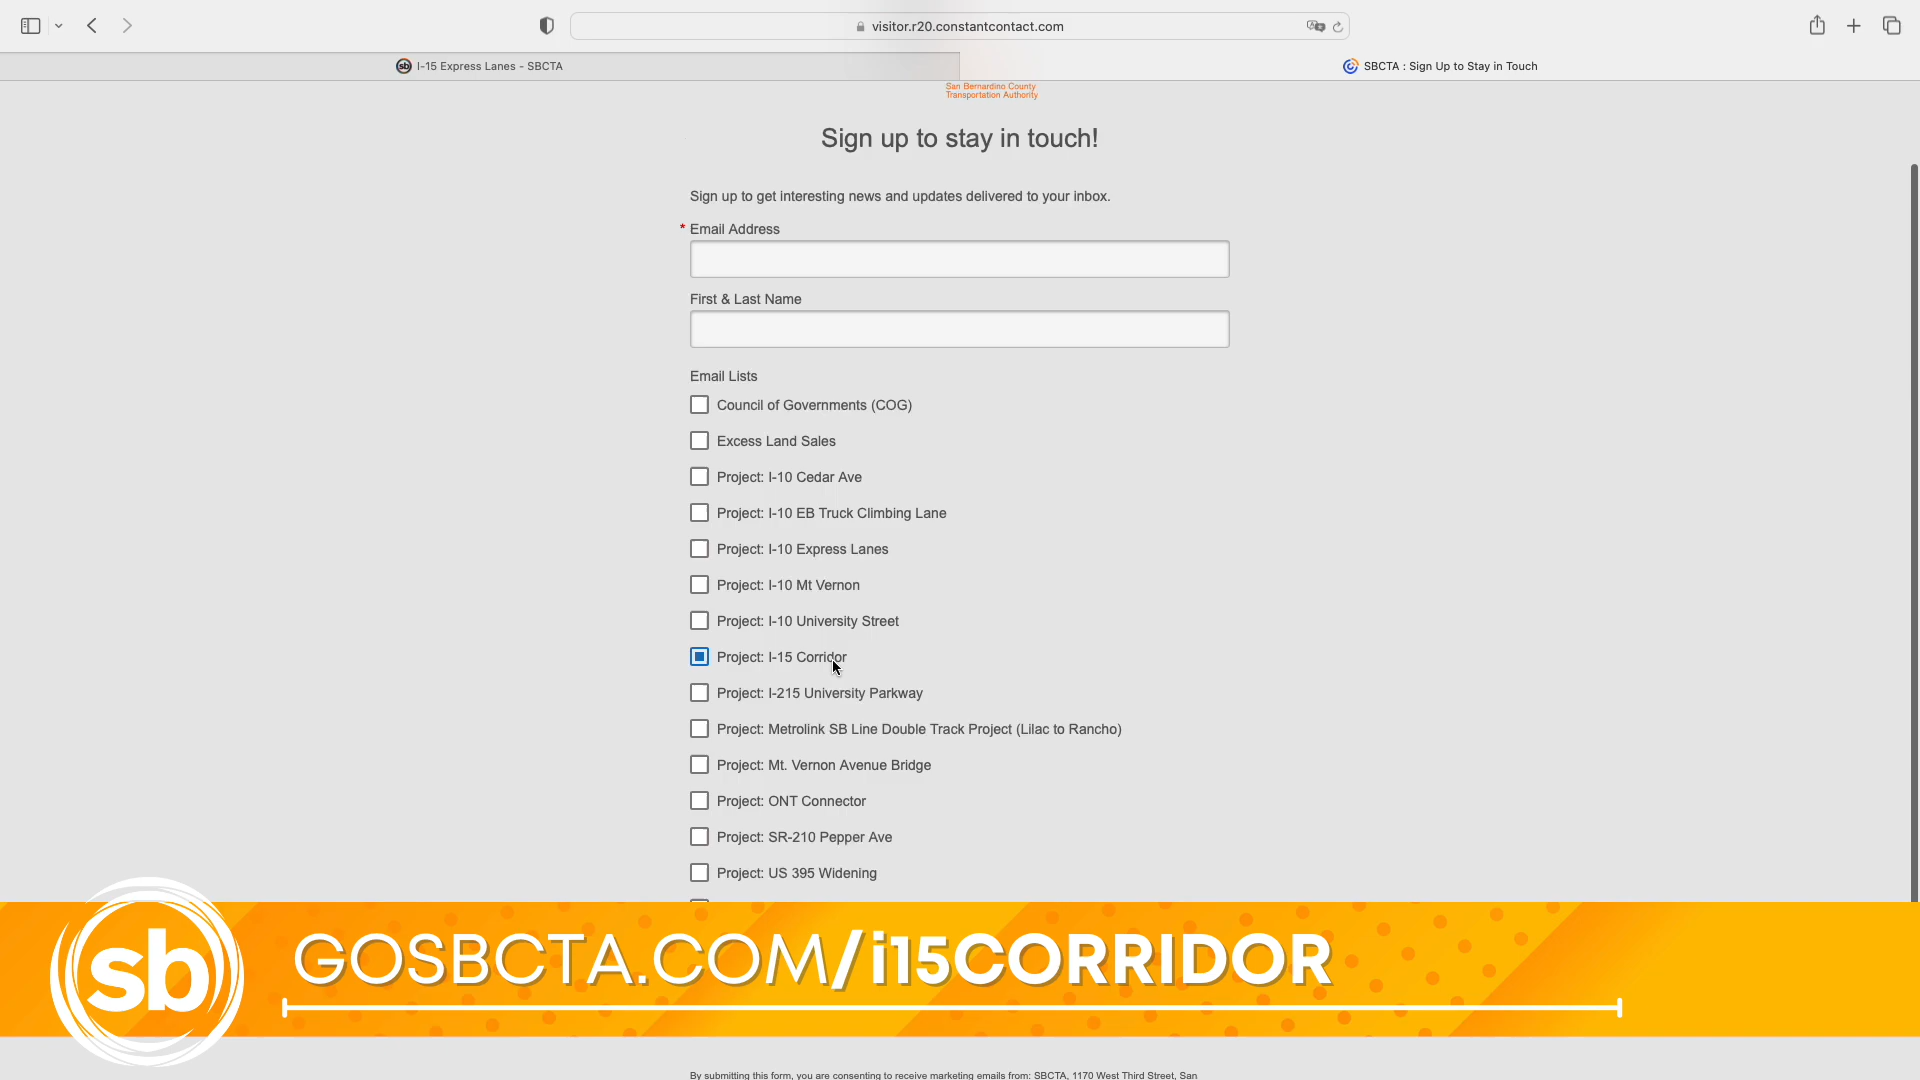 visitor.r20.constantcontact.com
I-15 Express Lanes - SBCTA
SBCTA : Sign Up to Stay in Touch
San Bernardino County
Transportation Authority
Sign up to stay in touch!
Sign up to get interesting news and updates delivered to your inbox.
* Email Address
First & Last Name
Email Lists
Council of Governments (COG)
Excess Land Sales
Project: I-10 Cedar Ave
Project: I-10 EB Truck Climbing Lane
Project: I-10 Express Lanes
Project: I-10 Mt Vernon
Project: I-10 University Street
Project: I-15 Corridor
Project: I-215 University Parkway
Project: Metrolink SB Line Double Track Project (Lilac to Rancho)
Project: Mt. Vernon Avenue Bridge
Project: ONT Connector
Project: SR-210 Pepper Ave
Project: US 395 Widening
sb
GOSBCTA.COM/i15CORRIDOR
By submitting this form, you are consenting to receive marketing emails from: SBCTA, 1170 West Third Street, San